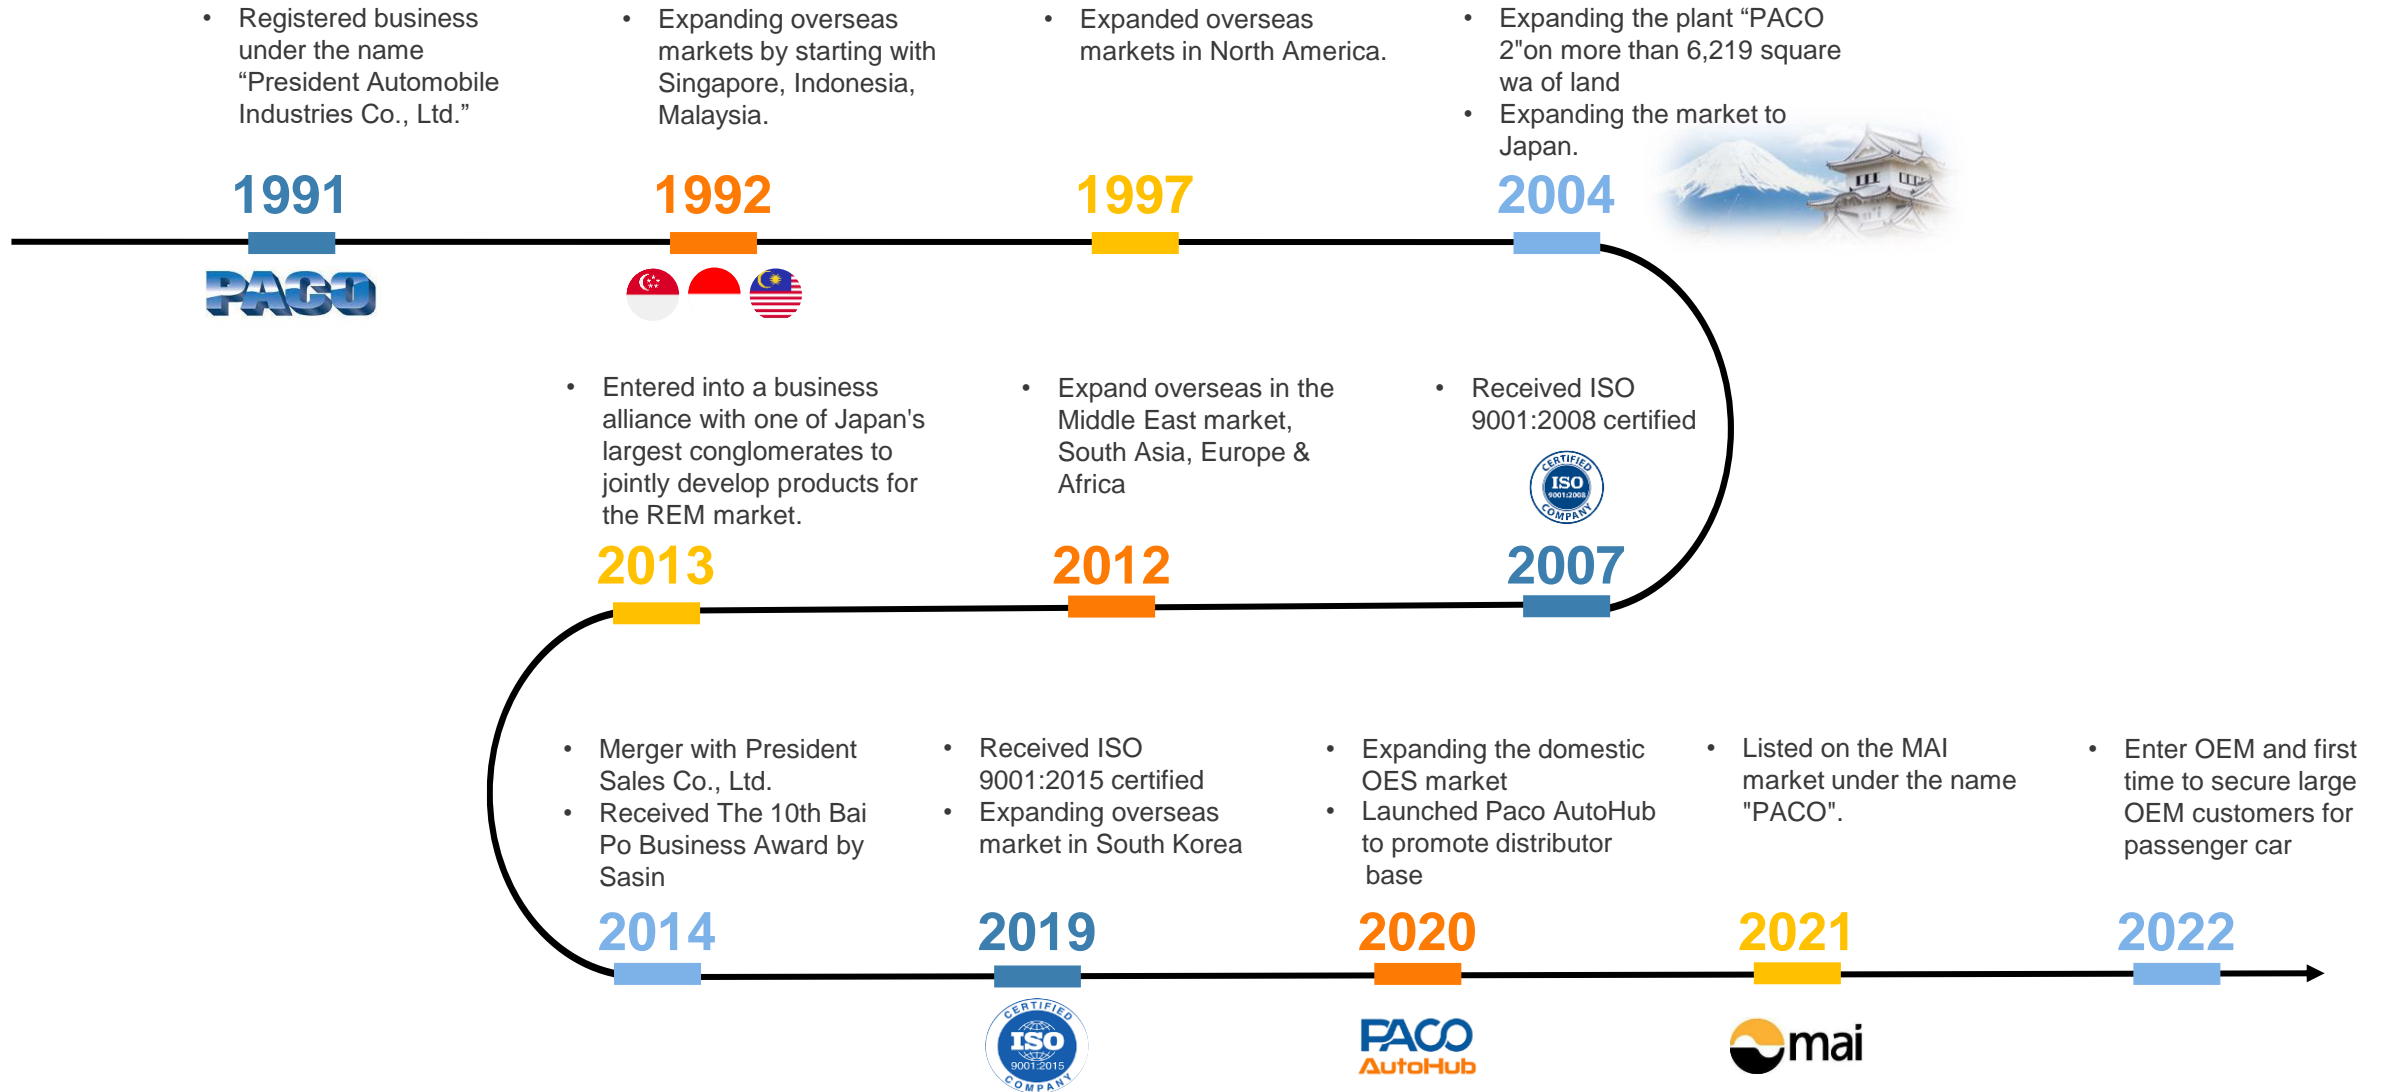 • Registered business
under the name
“President Automobile
Industries Co., Ltd.”
1991
PACO
• Expanding overseas
markets by starting with
Singapore, Indonesia,
Malaysia.
1992
• Expanded overseas
markets in North America.
1997
• Expanding the plant “PACO
2"on more than 6,219 square
wa of land
• Expanding the market to
Japan.
2004
• Received ISO
9001:2008 certified
CERTIFIED
ISO
9001:2008
COMPANY
2007
• Expand overseas in the
Middle East market,
South Asia, Europe &
Africa
2012
• Entered into a business
alliance with one of Japan's
largest conglomerates to
jointly develop products for
the REM market.
2013
• Merger with President
Sales Co., Ltd.
• Received The 10th Bai
Po Business Award by
Sasin
2014
• Received ISO
9001:2015 certified
• Expanding overseas
market in South Korea
2019
CERTIFIED
ISO
9001:2015
COMPANY
• Expanding the domestic
OES market
• Launched Paco AutoHub
to promote distributor
base
2020
PACO
AutoHub
• Listed on the MAI
market under the name
"PACO".
2021
mai
• Enter OEM and first
time to secure large
OEM customers for
passenger car
2022